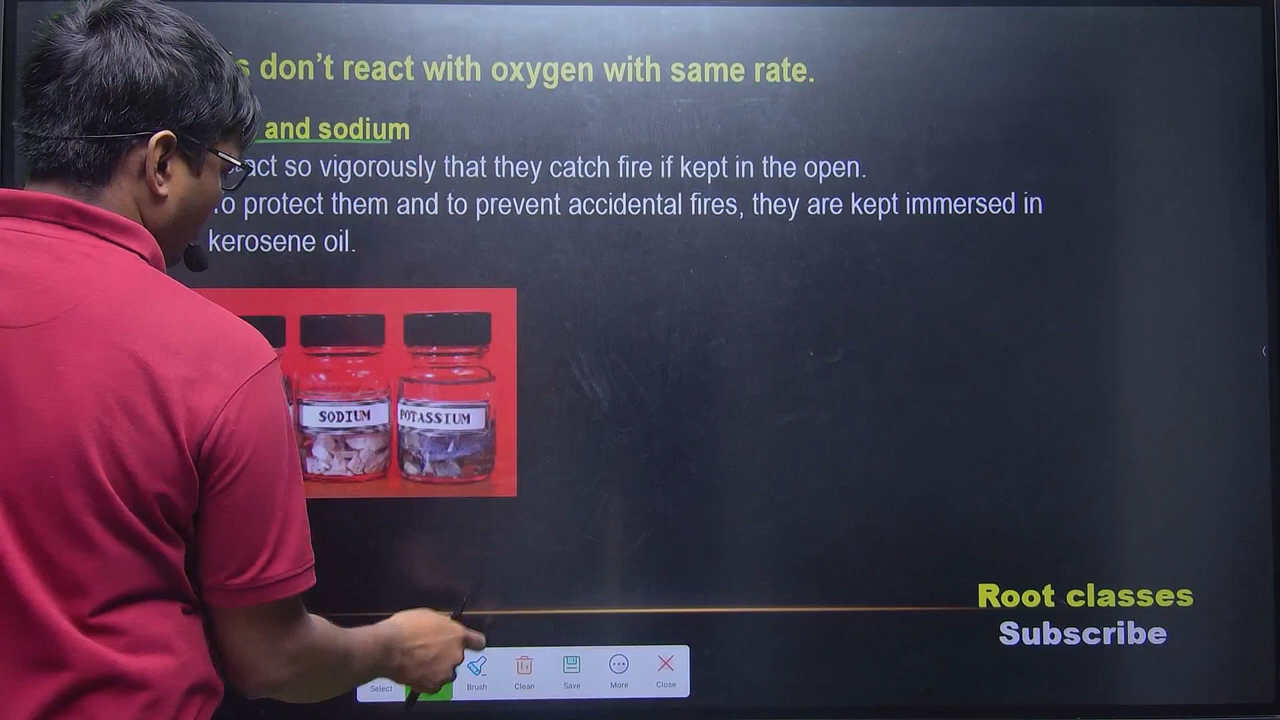 don’t react with oxygen with same rate.
and sodium
so vigorously that they catch fire if kept in the open.
To protect them and to prevent accidental fires, they are kept immersed in
kerosene oil.
SODIUM
POTASSIUM
Root classes
Subscribe
Select
Brush
Clean
Save
More
Close